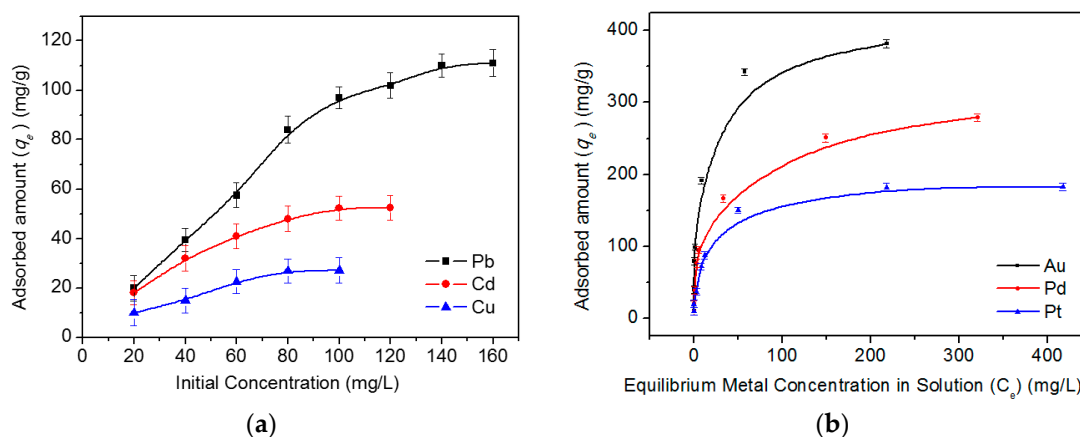 120
100
80
60
40
20
0
Adsorbed amount (qe) (mg/g)
Pb
Cd
Cu
0 20 40 60 80 100 120 140 160
Initial Concentration (mg/L)
(a)
400
300
200
100
0
Adsorbed amount (qe) (mg/g)
Au
Pd
Pt
0 100 200 300 400
Equilibrium Metal Concentration in Solution (Ce) (mg/L)
(b)